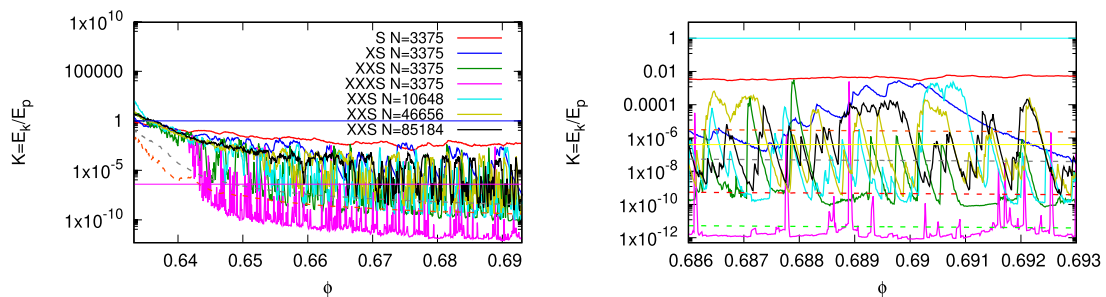 1x10^10
100000
1
1x10^-5
1x10^-10
K=E_k/E_p
0.64
0.65
0.66
0.67
0.68
0.69
ϕ
S N=3375
XS N=3375
XXS N=3375
XXXS N=3375
XXS N=10648
XXS N=46656
XXS N=85184
1
0.01
0.0001
1x10^-6
1x10^-8
1x10^-10
1x10^-12
K=E_k/E_p
0.686
0.687
0.688
0.689
0.69
0.691
0.692
0.693
ϕ